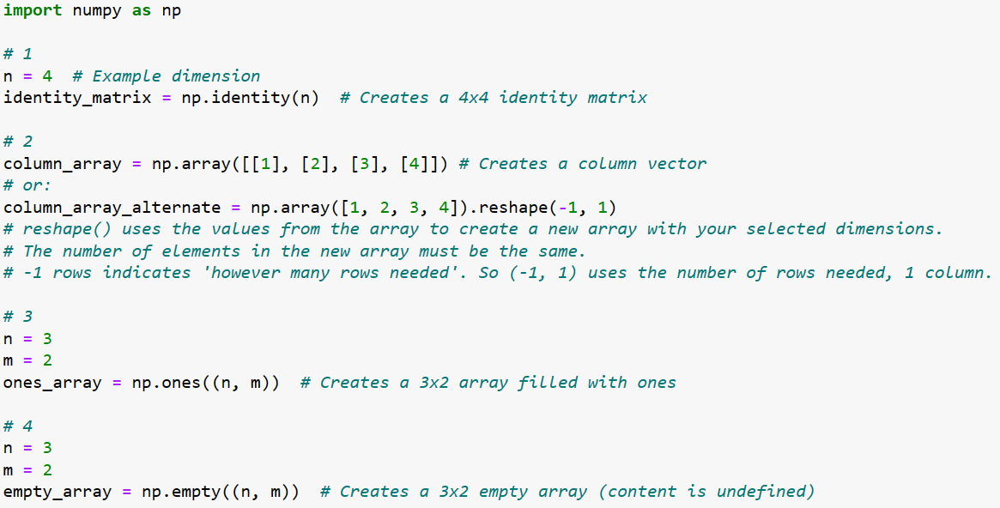 import numpy as np
# 1
n = 4  # Example dimension
identity_matrix = np.identity(n)  # Creates a 4x4 identity matrix
# 2
column_array = np.array([[1], [2], [3], [4]]) # Creates a column vector
# or:
column_array_alternate = np.array([1, 2, 3, 4]).reshape(-1, 1)
# reshape() uses the values from the array to create a new array with your selected dimensions.
# The number of elements in the new array must be the same.
# -1 rows indicates 'however many rows needed'. So (-1, 1) uses the number of rows needed, 1 column.
# 3
n = 3
m = 2
ones_array = np.ones((n, m))  # Creates a 3x2 array filled with ones
# 4
n = 3
m = 2
empty_array = np.empty((n, m))  # Creates a 3x2 empty array (content is undefined)